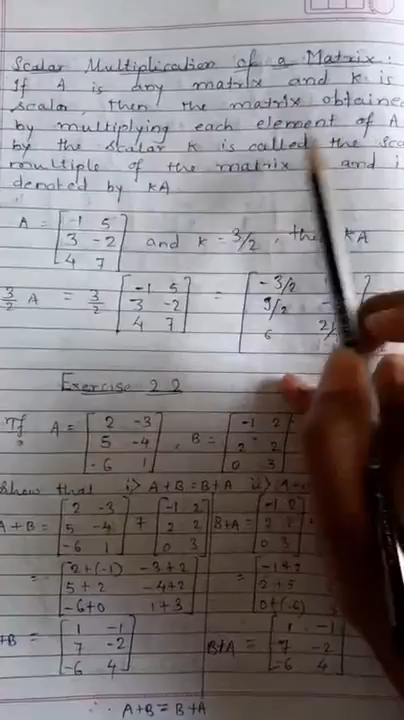 Scalar Multiplication of a Matrix:
If A is any matrix and k is
scalar, then the matrix obtained
by multiplying each element of A
by the scalar k is called the
multiple of the matrix and
denoted by kA
A = [-1 5; 3 -2; 4 7] and k = 3/2, kA
3/2 A = 3/2 [-1 5; 3 -2; 4 7] = [-3/2; 9/2; 6]
Exercise 2 2
If A = [2 -3; 5 -4; -6 1], B = [-1 2; 2 2; 0 3]
Show that i> A+B = B+A ii>
A+B = [2 -3; 5 -4; -6 1] + [-1 2; 2 2; 0 3] B+A = [-1 2; 2 2; 0 3]
= [2+(-1) -3+2; 5+2 -4+2; -6+0 1+3] = [-1+2; 2+5; 0+(-6)]
+B = [1 -1; 7 -2; -6 4] B+A = [1 -1; 7 -2; -6 4]
∴ A+B = B+A